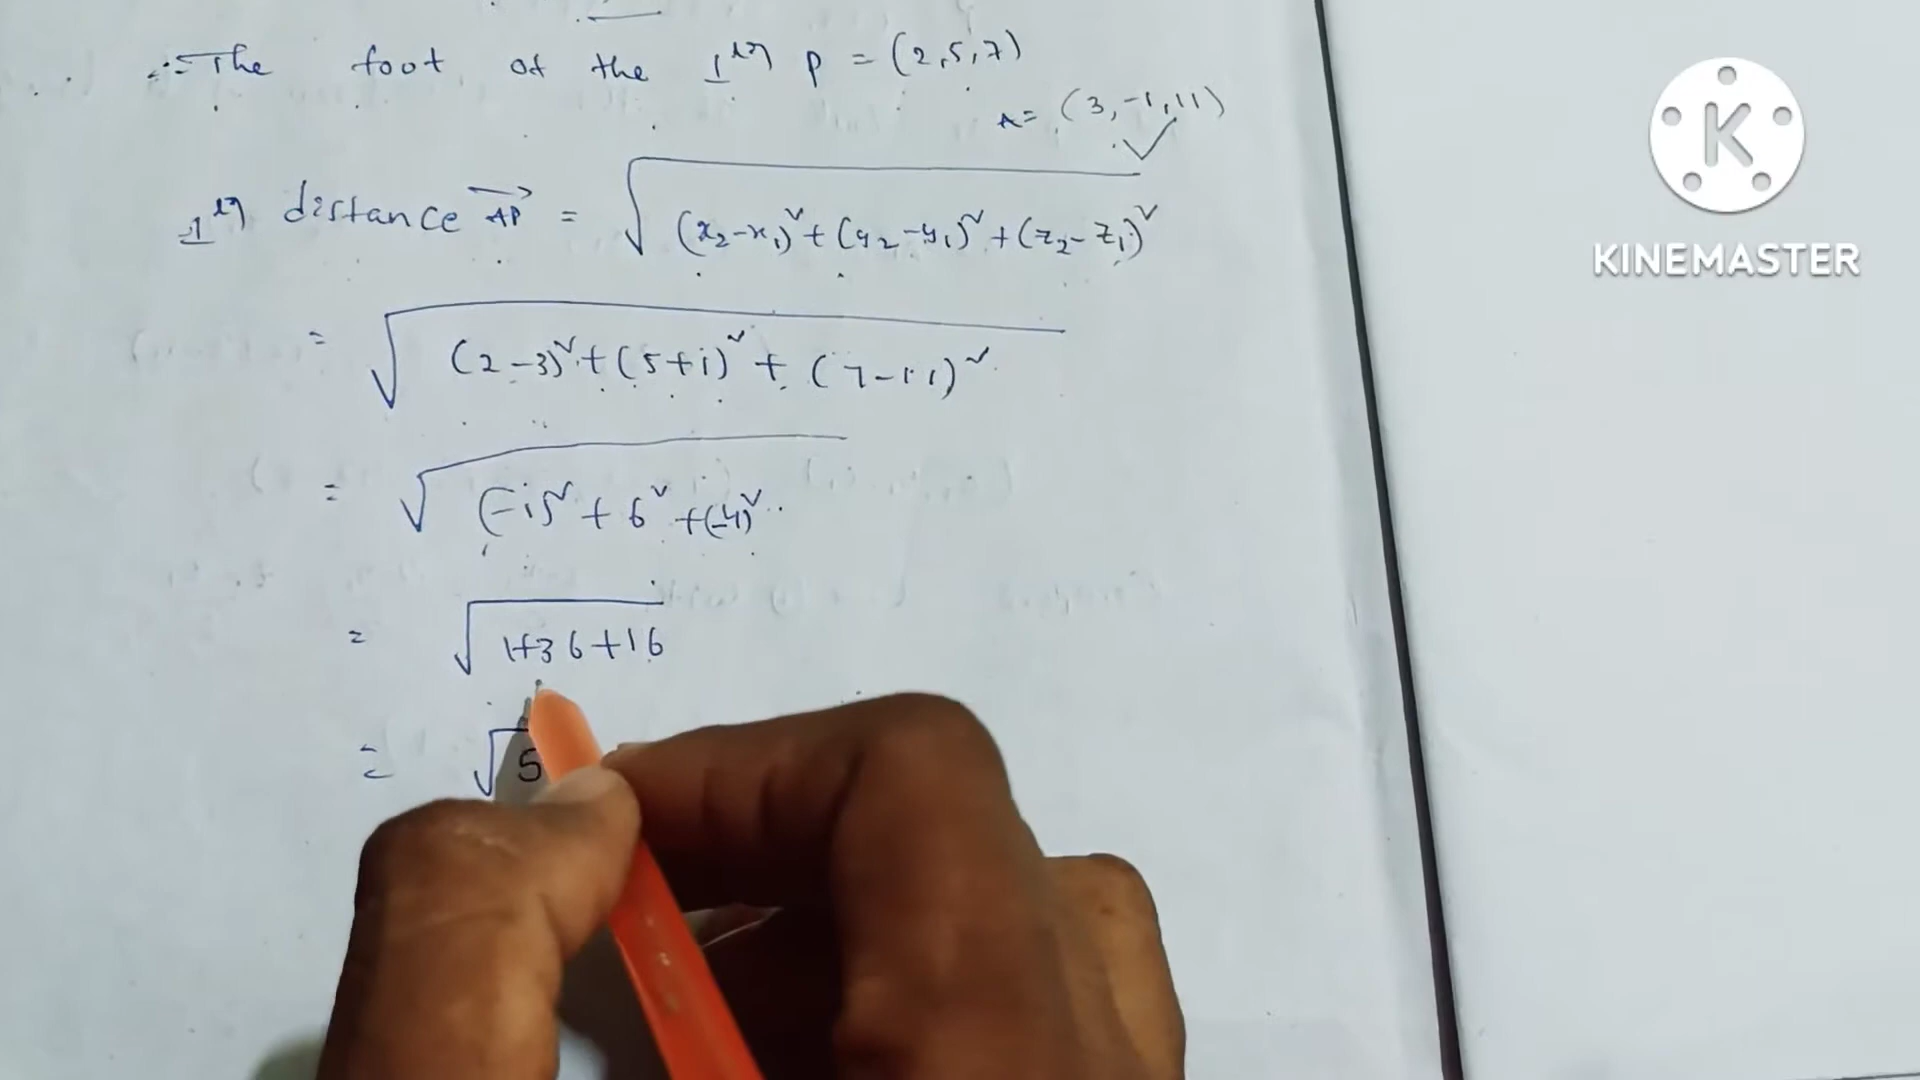 ∴ The foot of the ⊥ly P = (2,5,7)
A = (3,-1,11)
⊥ly distance AP = √(x₂-x₁)²+(y₂-y₁)²+(z₂-z₁)²
= √(2-3)²+(5+1)²+(7-11)²
= √(-1)²+6²+(-4)²
= √1+36+16
= √5
K
KINEMASTER